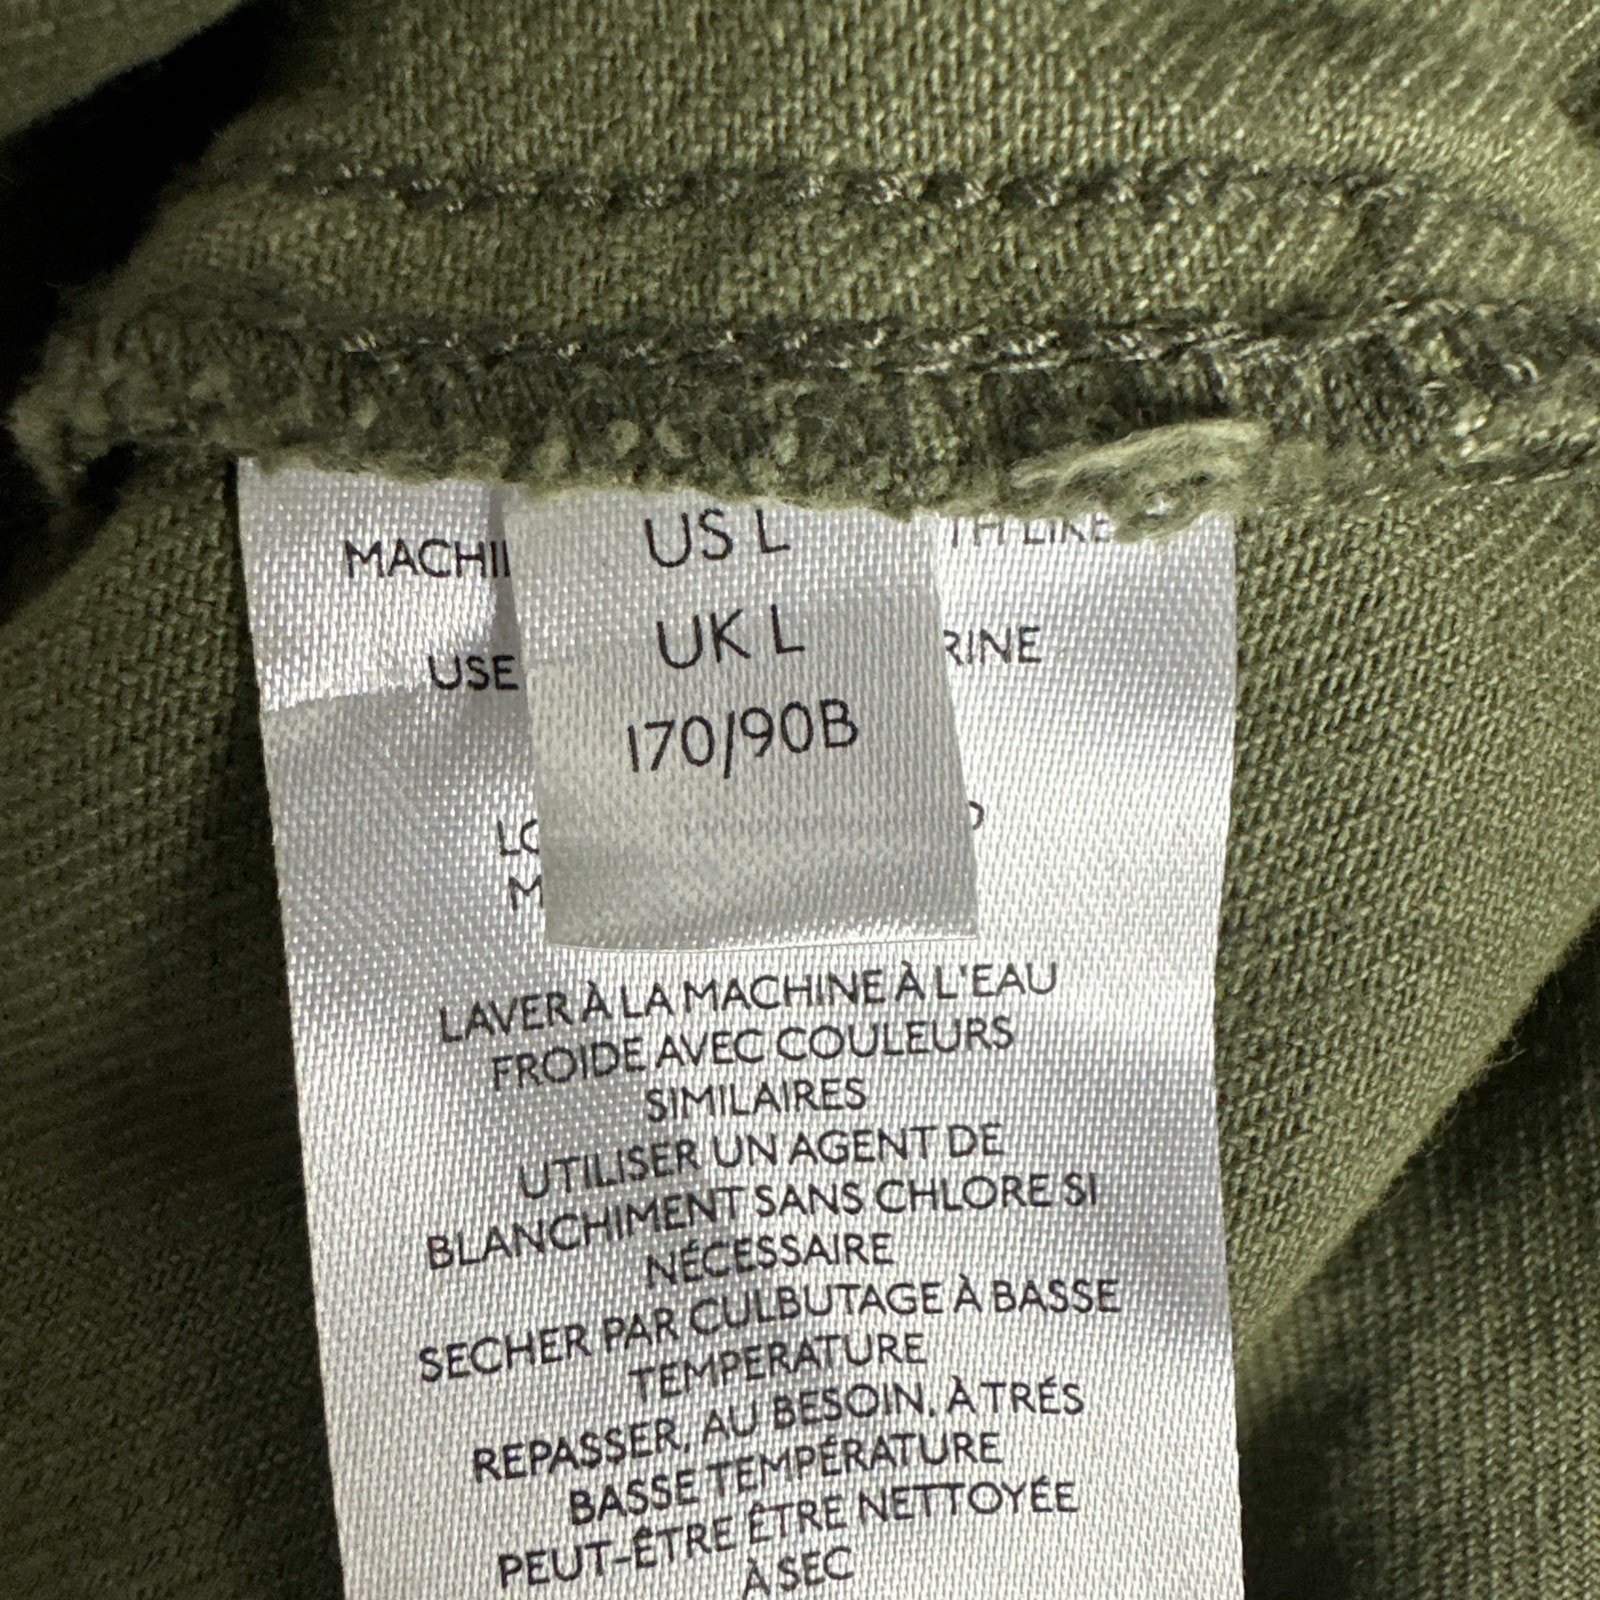 US L
UK L
170/90B
USE
LAVER À LA MACHINE À L'EAU
FROIDE AVEC COULEURS
SIMILAIRES
UTILISER UN AGENT DE
BLANCHIMENT SANS CHLORE SI
NÉCESSAIRE
SECHER PAR CULBUTAGE À BASSE
TEMPERATURE
REPASSER, AU BESOIN, À TRÉS
BASSE TEMPÉRATURE
PEUT-ÊTRE ÊTRE NETTOYÉE
À SEC